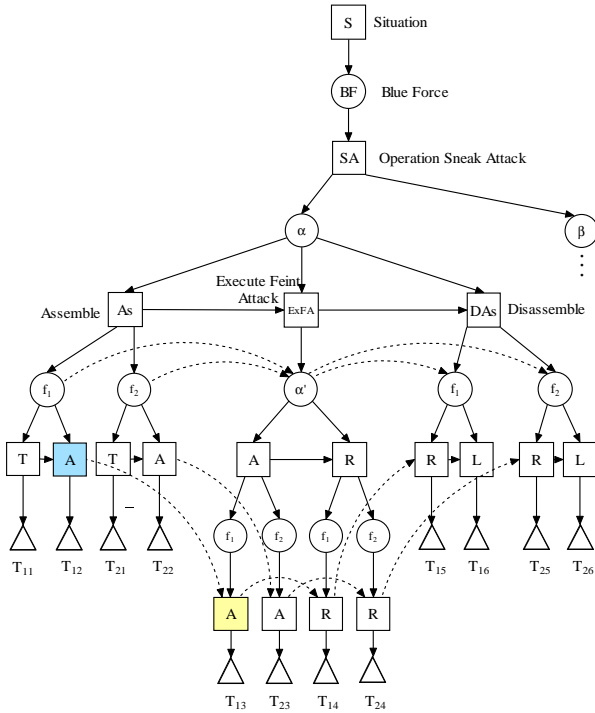 S Situation
BF Blue Force
SA Operation Sneak Attack
α
β
Execute Feint
Attack
Assemble As ExFA DAs Disassemble
f1 f2 α' f1 f2
T A T A A R R L R L
f1 f2 f1 f2
T11 T12 T21 T22 T15 T16 T25 T26
A A R R
T13 T23 T14 T24